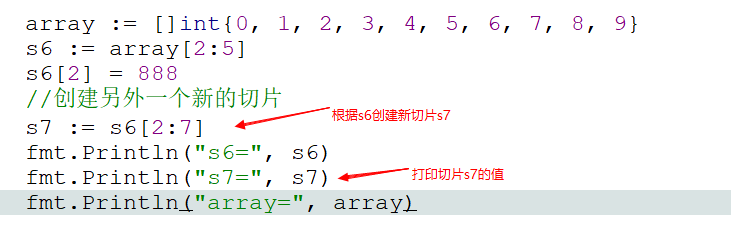 array := []int{0, 1, 2, 3, 4, 5, 6, 7, 8, 9}
s6 := array[2:5]
s6[2] = 888
//创建另外一个新的切片
根据s6创建新切片s7
s7 := s6[2:7]
fmt.Println("s6=", s6)
fmt.Println("s7=", s7)
打印切片s7的值
fmt.Println("array=", array)